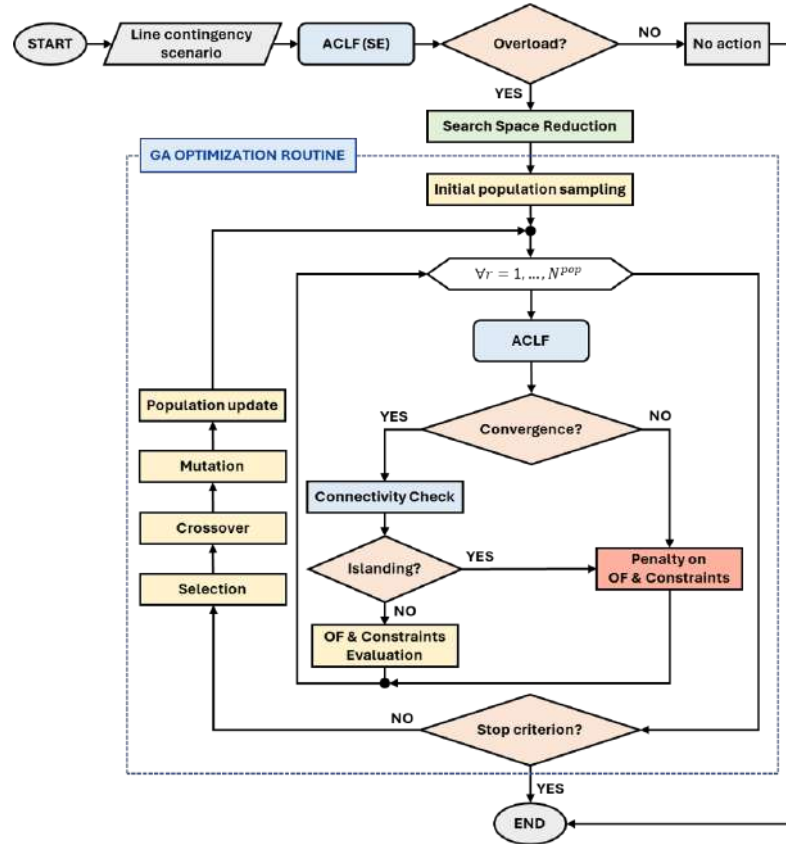 START
Line contingency
scenario
ACLF (SE)
Overload?
NO
No action
YES
Search Space Reduction
GA OPTIMIZATION ROUTINE
Initial population sampling
∀r = 1, ..., N^{pop}
ACLF
Population update
YES
Convergence?
NO
Mutation
Connectivity Check
Crossover
Islanding?
YES
Penalty on
OF & Constraints
Selection
NO
OF & Constraints
Evaluation
NO
Stop criterion?
YES
END